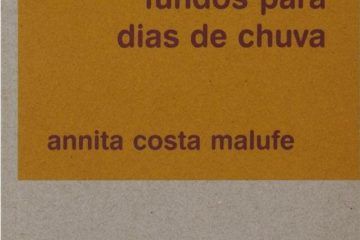 fundos para
dias de chuva
annita costa malufe